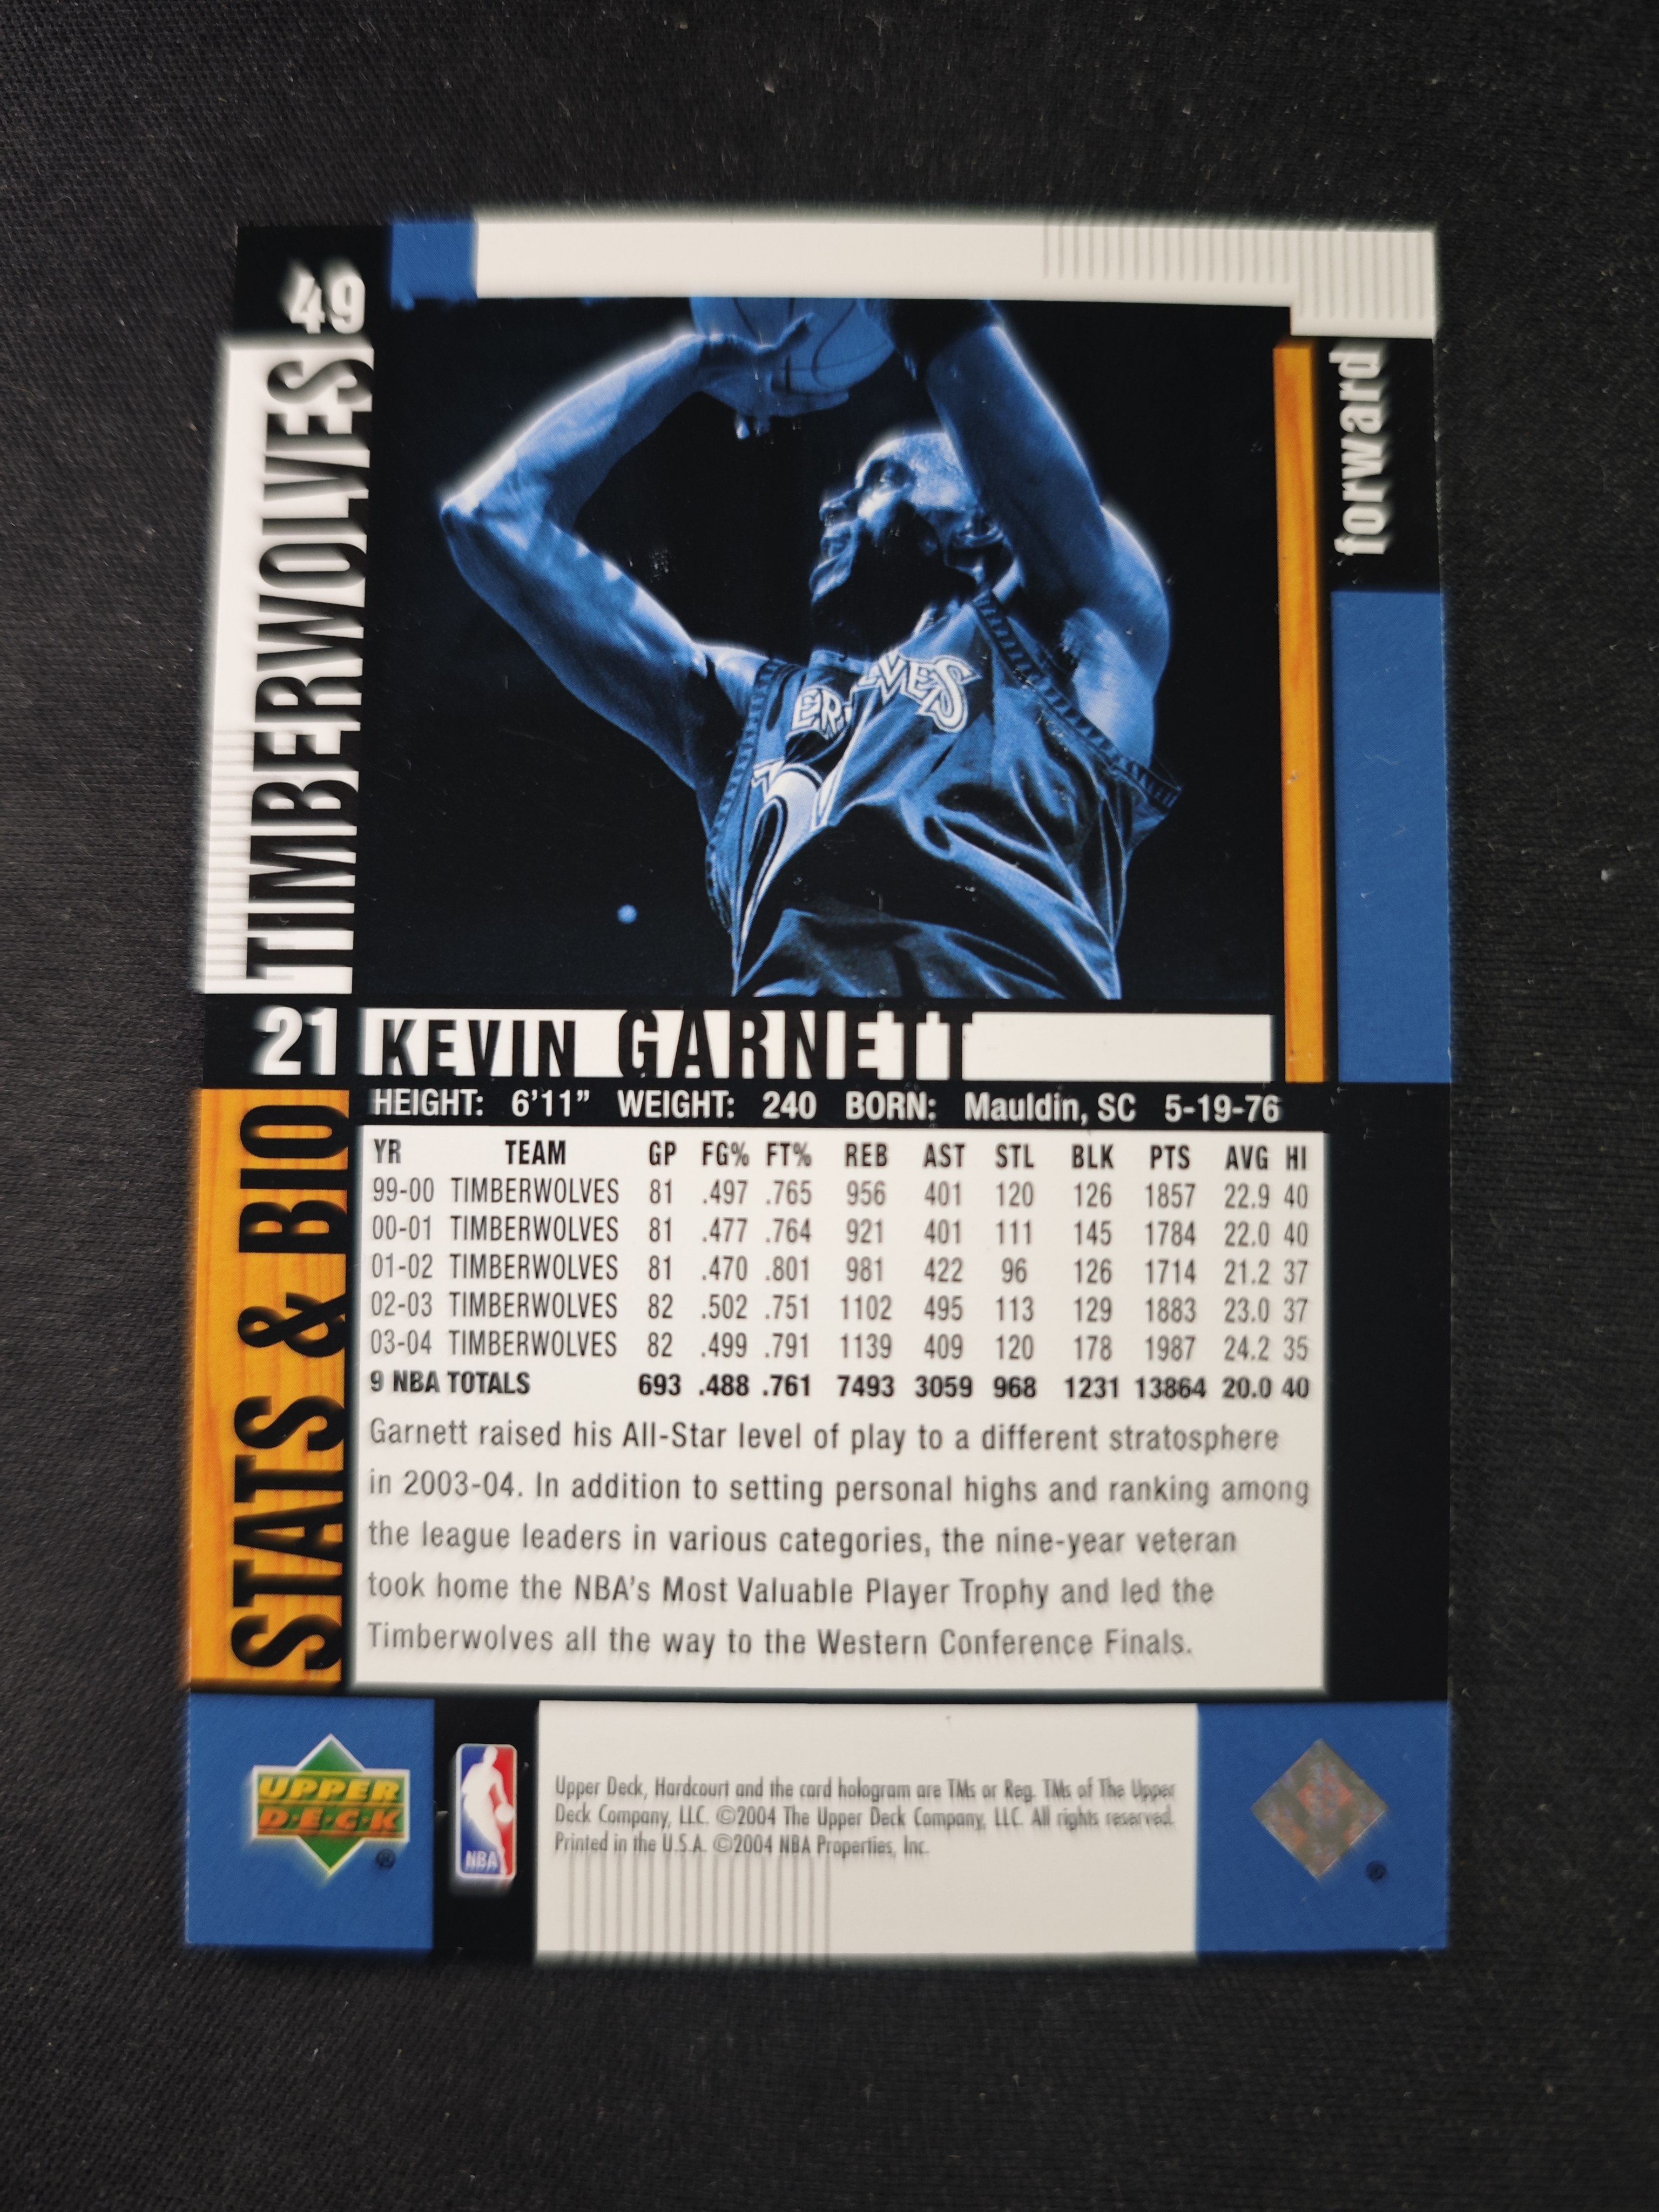 49
TIMBERWOLVES
forward
ER
LVES
21 KEVIN GARNETT
HEIGHT: 6'11" WEIGHT: 240 BORN: Mauldin, SC 5-19-76
STATS & BIO
YR TEAM GP FG% FT% REB AST STL BLK PTS AVG HI
99-00 TIMBERWOLVES 81 .497 .765 956 401 120 126 1857 22.9 40
00-01 TIMBERWOLVES 81 .477 .764 921 401 111 145 1784 22.0 40
01-02 TIMBERWOLVES 81 .470 .801 981 422 96 126 1714 21.2 37
02-03 TIMBERWOLVES 82 .502 .751 1102 495 113 129 1883 23.0 37
03-04 TIMBERWOLVES 82 .499 .791 1139 409 120 178 1987 24.2 35
9 NBA TOTALS 693 .488 .761 7493 3059 968 1231 13864 20.0 40
Garnett raised his All-Star level of play to a different stratosphere
in 2003-04. In addition to setting personal highs and ranking among
the league leaders in various categories, the nine-year veteran
took home the NBA's Most Valuable Player Trophy and led the
Timberwolves all the way to the Western Conference Finals.
UPPER
D·E·C·K
®
NBA
Upper Deck, Hardcourt and the card hologram are TMs or Reg. TMs of The Upper
Deck Company, LLC. ©2004 The Upper Deck Company, LLC. All rights reserved.
Printed in the U.S.A. ©2004 NBA Properties, Inc.
®